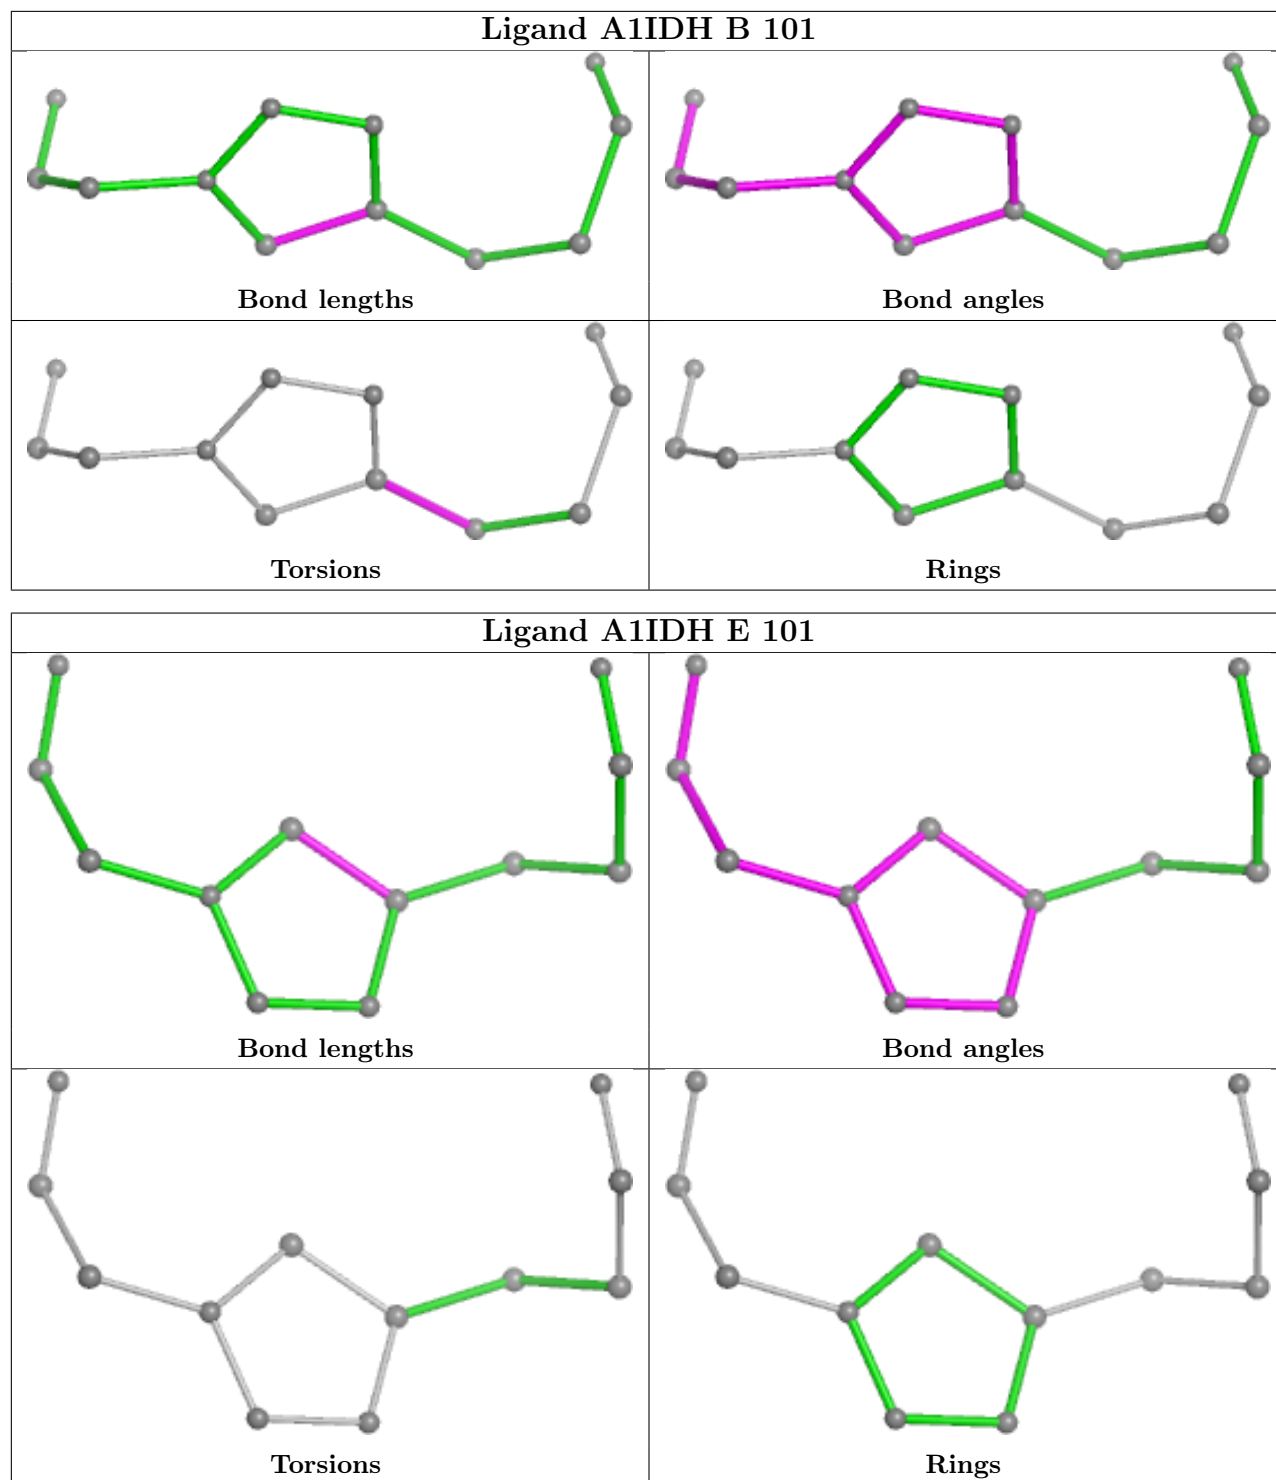 Ligand A1IDH B 101
Bond lengths
Bond angles
Torsions
Rings
Ligand A1IDH E 101
Bond lengths
Bond angles
Torsions
Rings